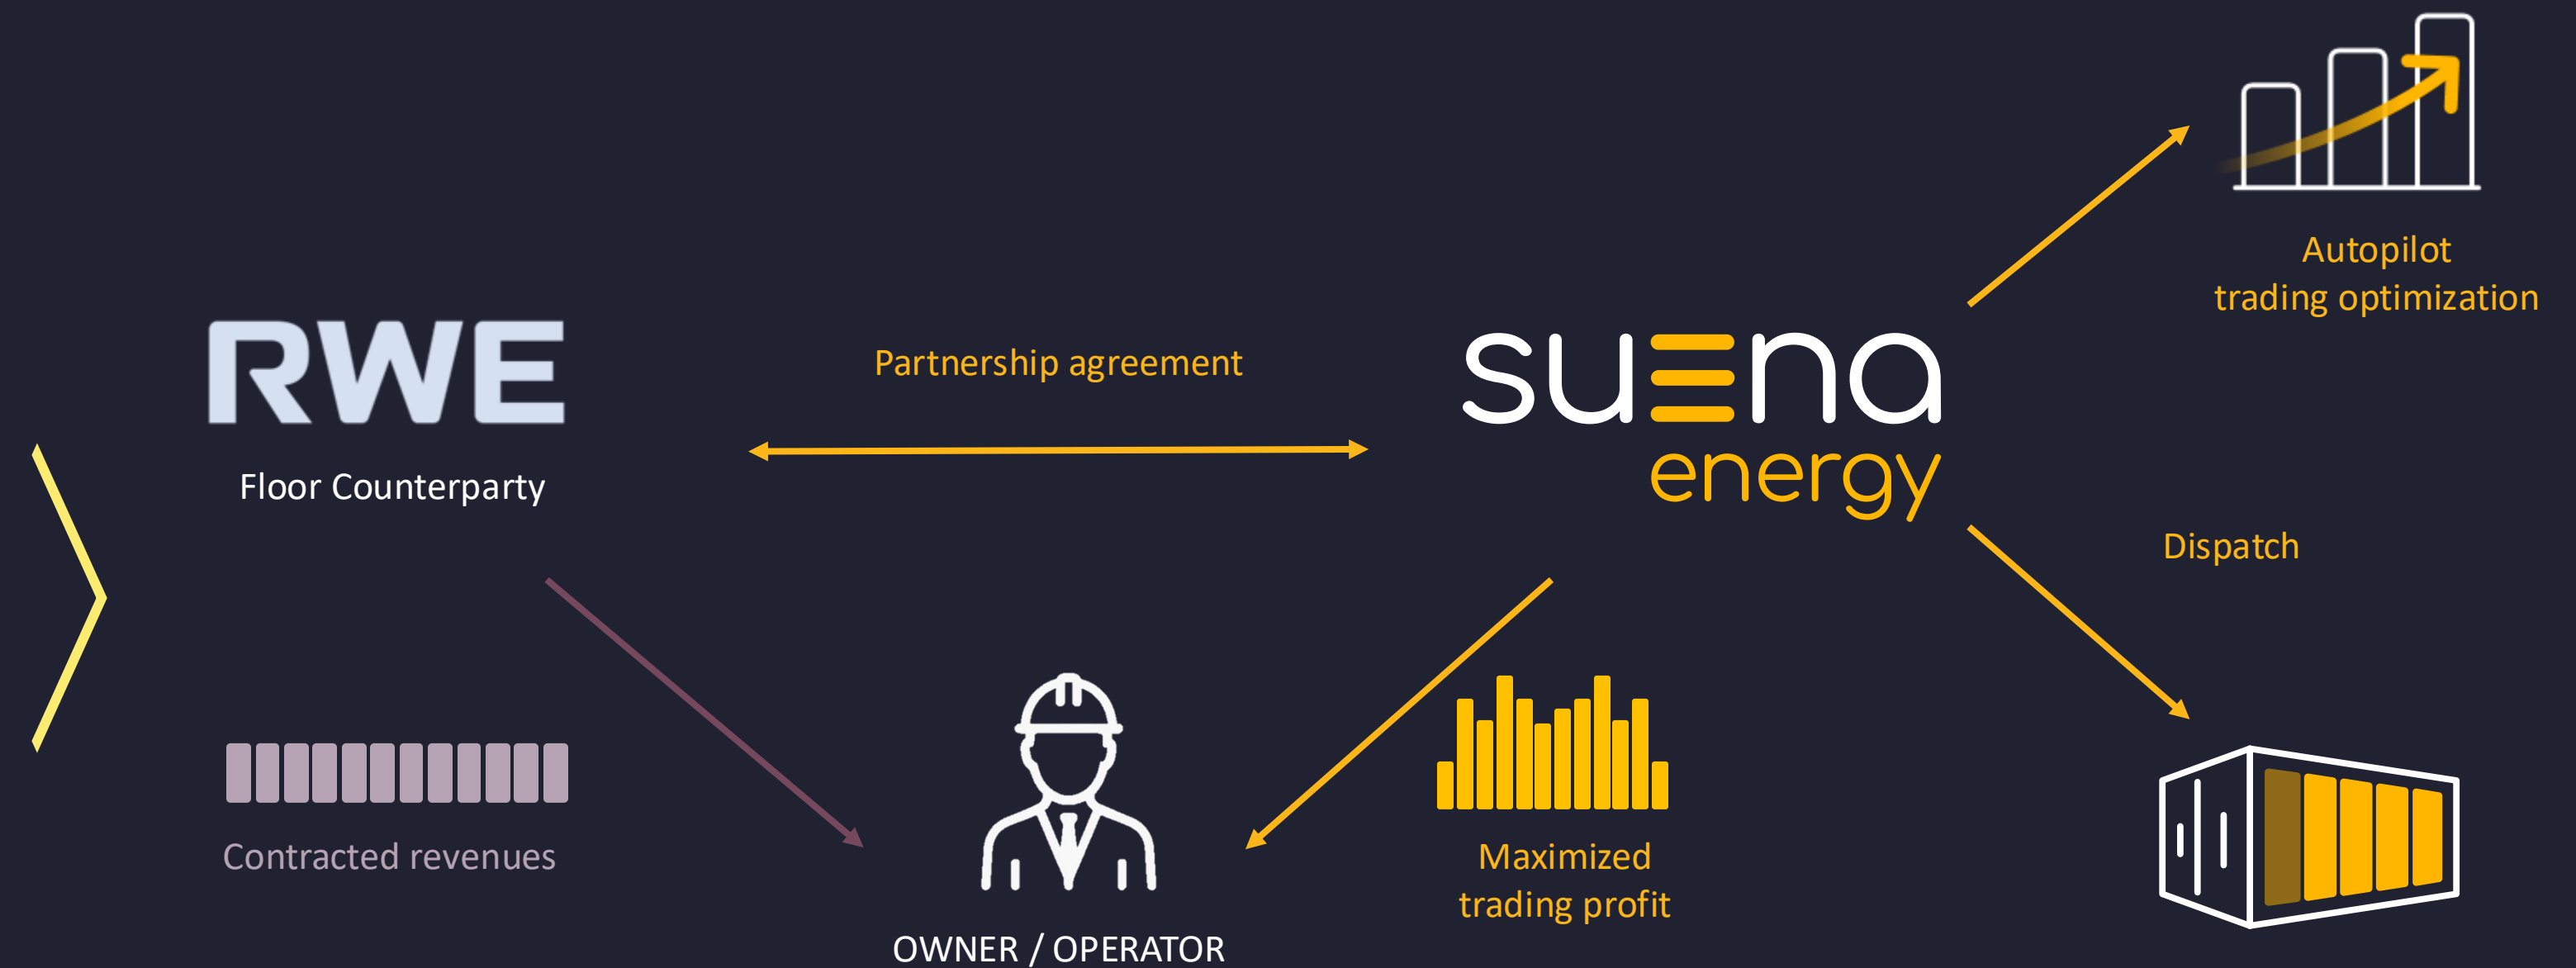 Autopilot
trading optimization
RWE
Partnership agreement
suena
energy
Floor Counterparty
Dispatch
Contracted revenues
Maximized
trading profit
OWNER / OPERATOR